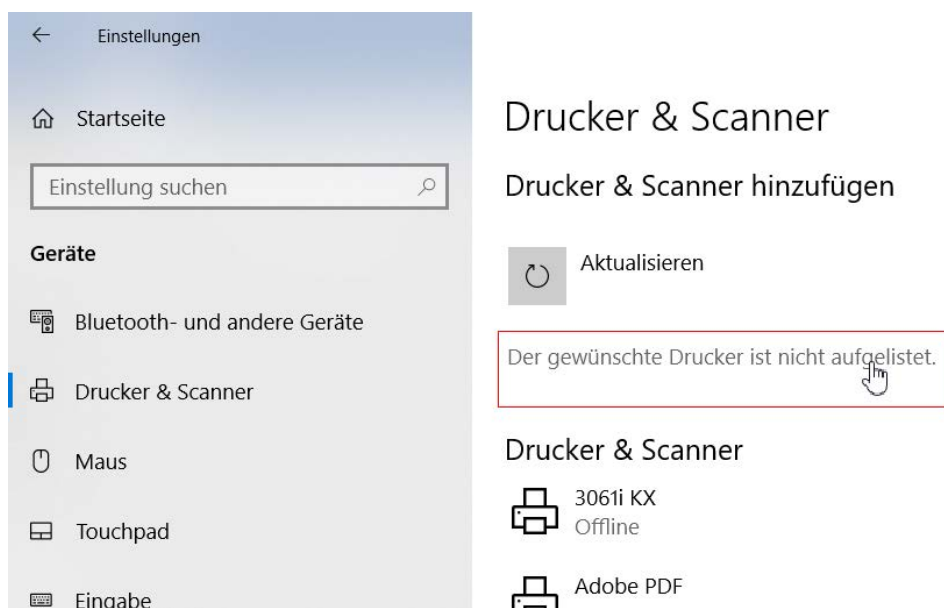 Einstellungen
Startseite
Einstellung suchen
Geräte
Bluetooth- und andere Geräte
Drucker & Scanner
Maus
Touchpad
Eingabe
Drucker & Scanner
Drucker & Scanner hinzufügen
Aktualisieren
Der gewünschte Drucker ist nicht aufgelistet.
Drucker & Scanner
3061i KX
Offline
Adobe PDF